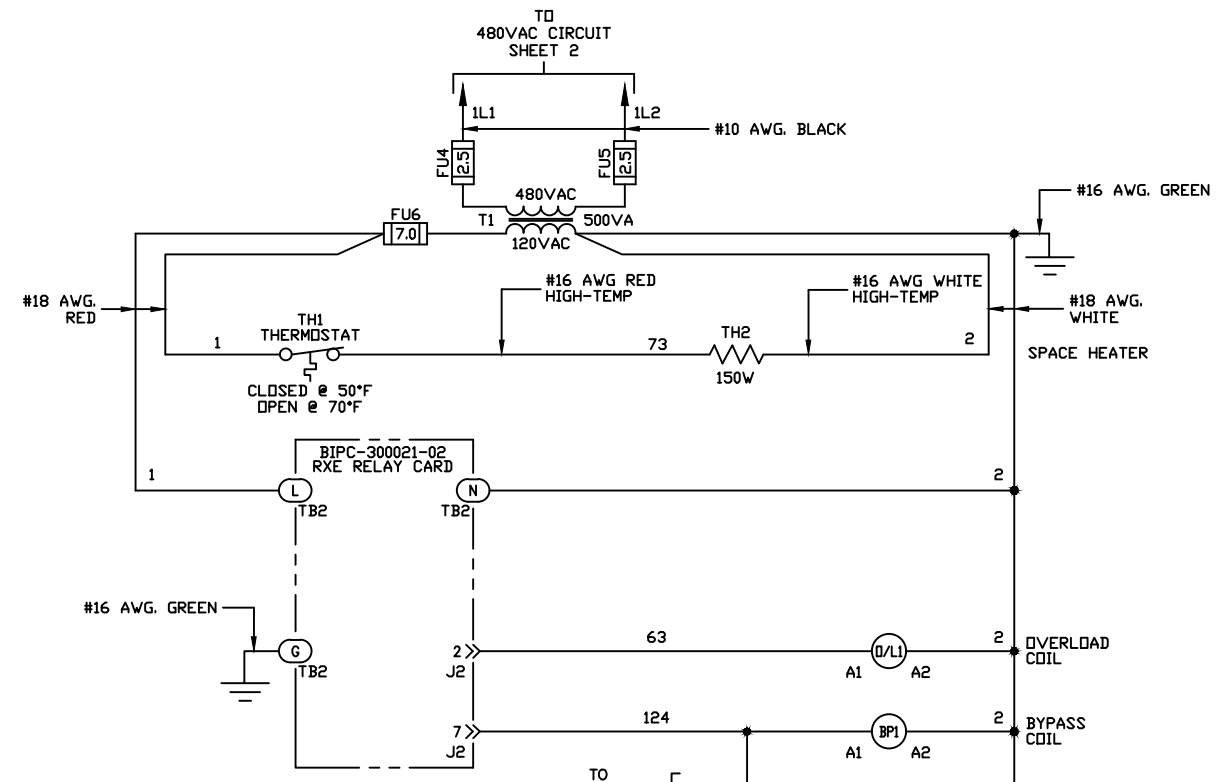 TO
480VAC CIRCUIT
SHEET 2
1L1
1L2
#10 AWG. BLACK
FU4
2.5
FU5
2.5
#16 AWG. GREEN
480VAC
FU6
T1
500VA
7.0
120VAC
#16 AWG RED
HIGH-TEMP
#16 AWG WHITE
HIGH-TEMP
#18 AWG.
RED
#18 AWG.
WHITE
TH1
THERMOSTAT
1
73
TH2
2
SPACE HEATER
150W
CLOSED @ 50°F
OPEN @ 70°F
BIPC-300021-02
RXE RELAY CARD
1
L
N
2
TB2
TB2
#16 AWG. GREEN
63
2
OVERLOAD
COIL
G
2
O/L1
TB2
J2
A1
A2
124
2
BYPASS
COIL
7
BP1
J2
A1
A2
TO